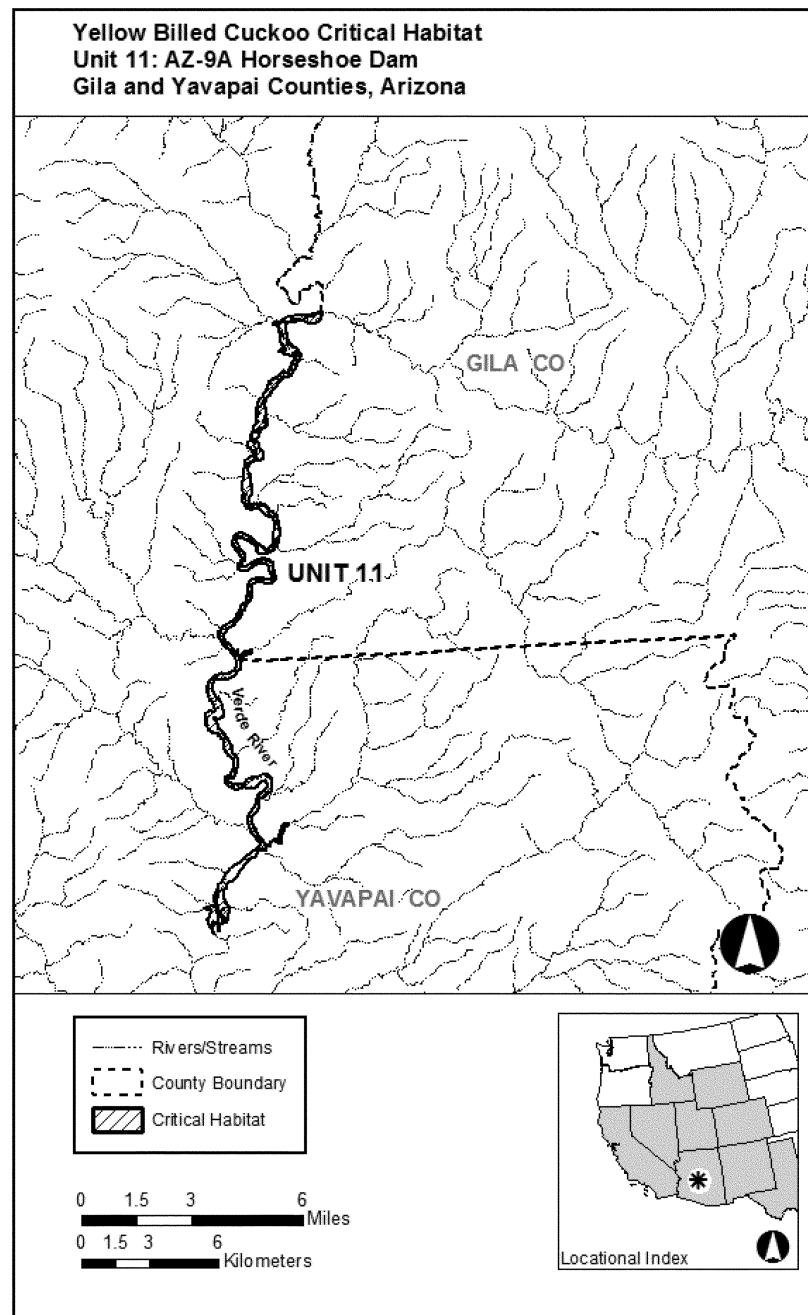 Yellow Billed Cuckoo Critical Habitat
Unit 11: AZ-9A Horseshoe Dam
Gila and Yavapai Counties, Arizona
GILA CO
UNIT 11
Verde River
YAVAPAI CO
Rivers/Streams
County Boundary
Critical Habitat
0 1.5 3 6
Miles
0 1.5 3 6
Kilometers
Locational Index